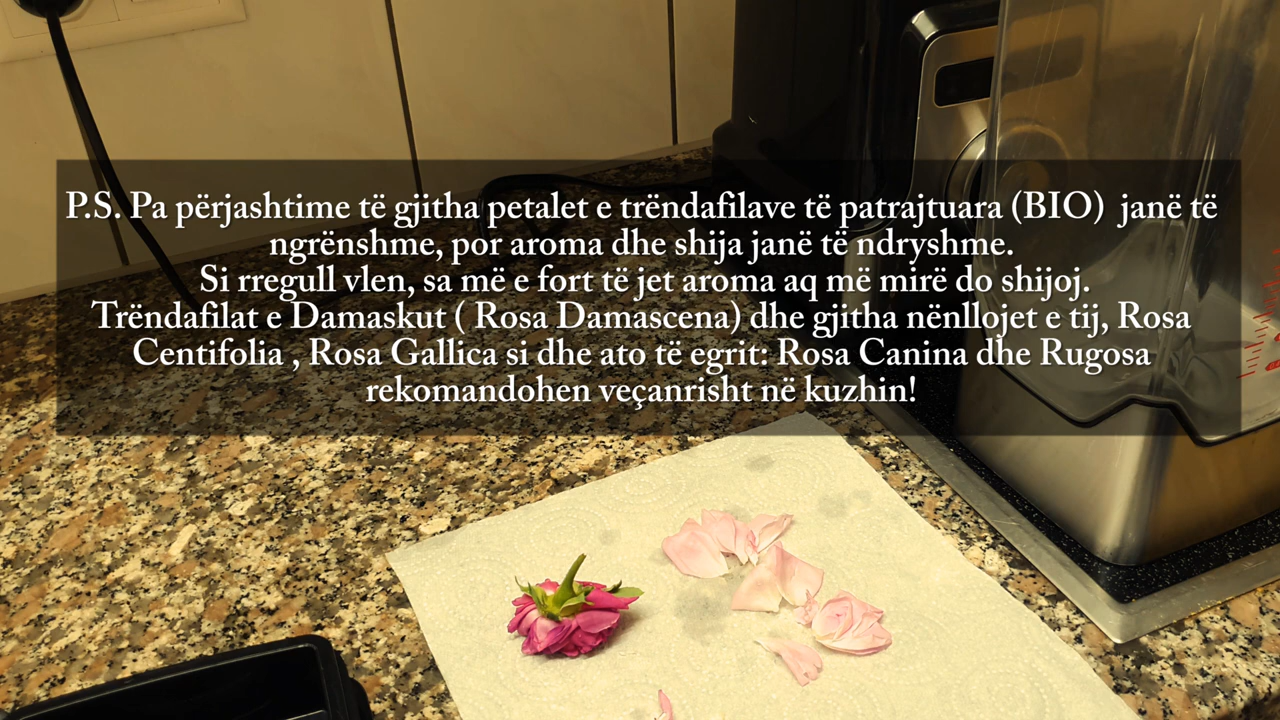 P.S. Pa përjashtime të gjitha petalet e trëndafilave të patrajtuara (BIO)  janë të
ngrënshme, por aroma dhe shija janë të ndryshme.
Si rregull vlen, sa më e fort të jet aroma aq më mirë do shijoj.
Trëndafilat e Damaskut ( Rosa Damascena) dhe gjitha nënllojet e tij, Rosa
Centifolia , Rosa Gallica si dhe ato të egrit: Rosa Canina dhe Rugosa
rekomandohen veçanrisht në kuzhin!